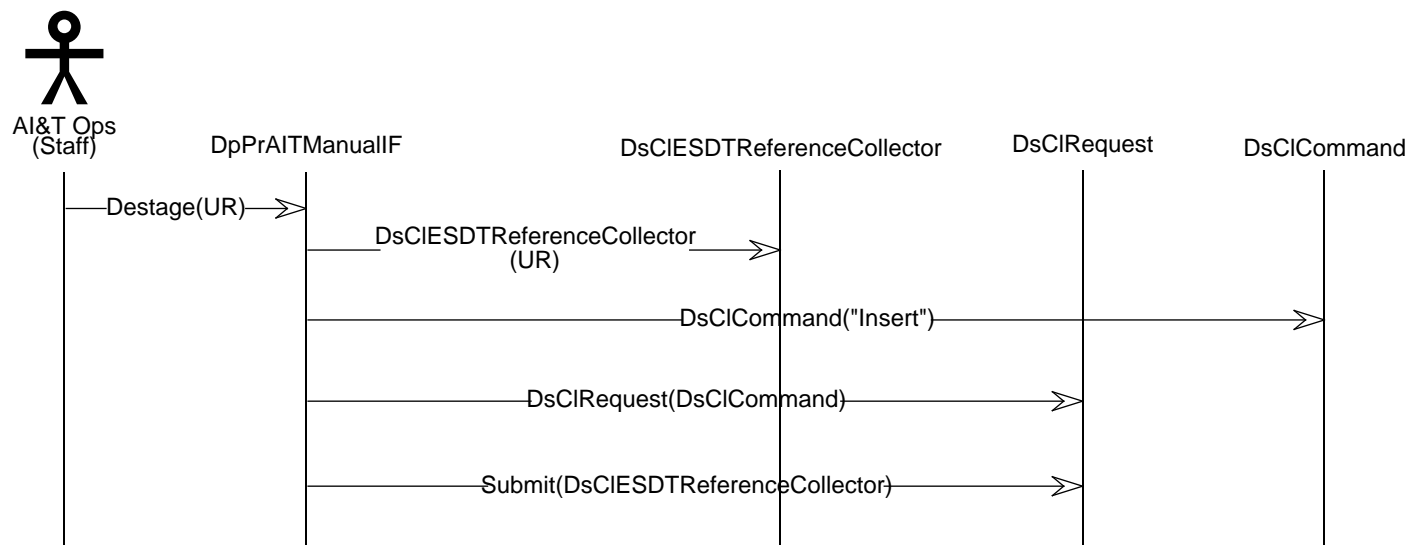 AI&T Ops
(Staff)
DpPrAITManualIF
DsClESDTReferenceCollector
DsClRequest
DsClCommand
Destage(UR)
DsClESDTReferenceCollector
(UR)
DsClCommand("Insert")
DsClRequest(DsClCommand)
Submit(DsClESDTReferenceCollector)